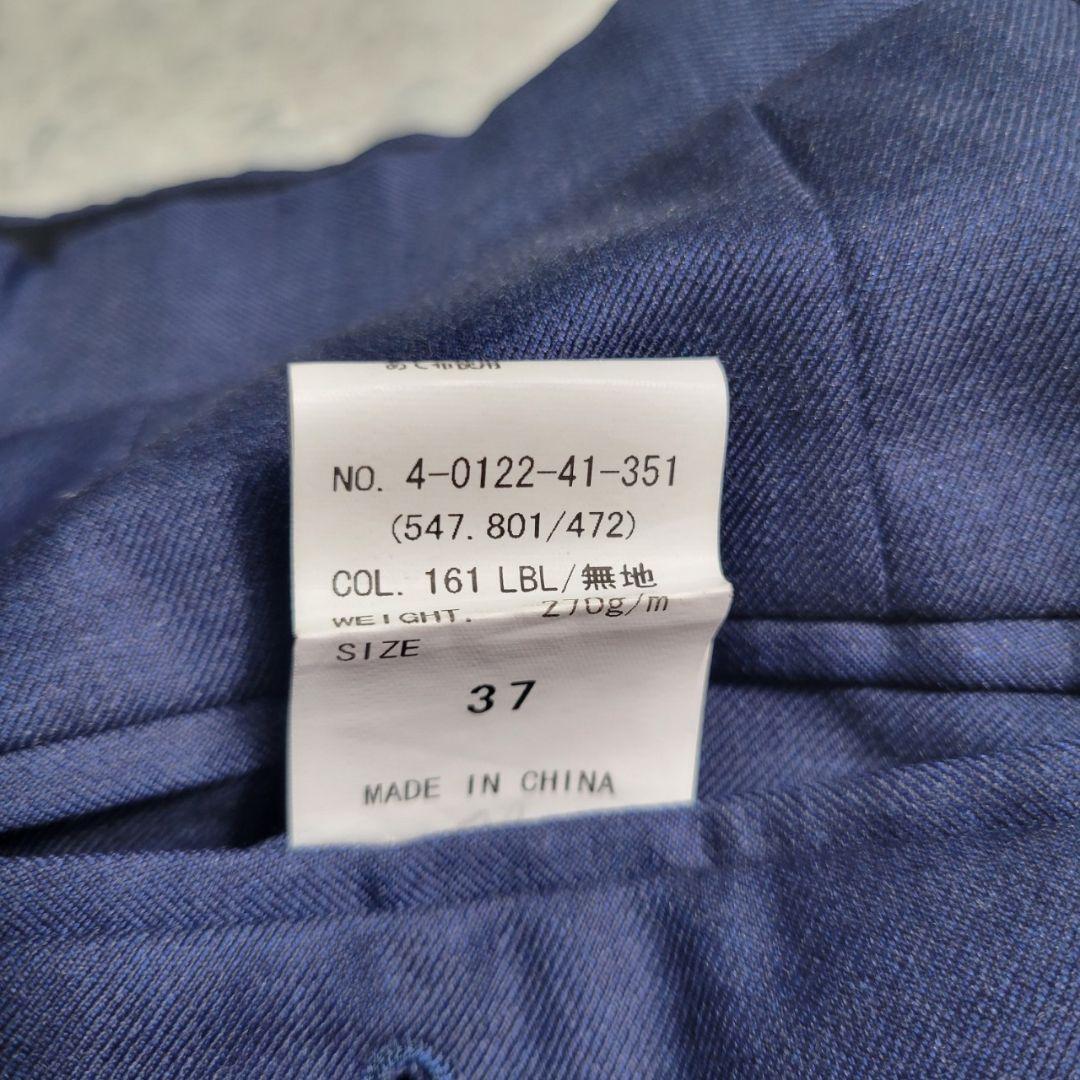 NO. 4-0122-41-351
(547. 801/472)
COL. 161 LBL/無地
WEIGHT. 270g/m
SIZE
37
MADE IN CHINA